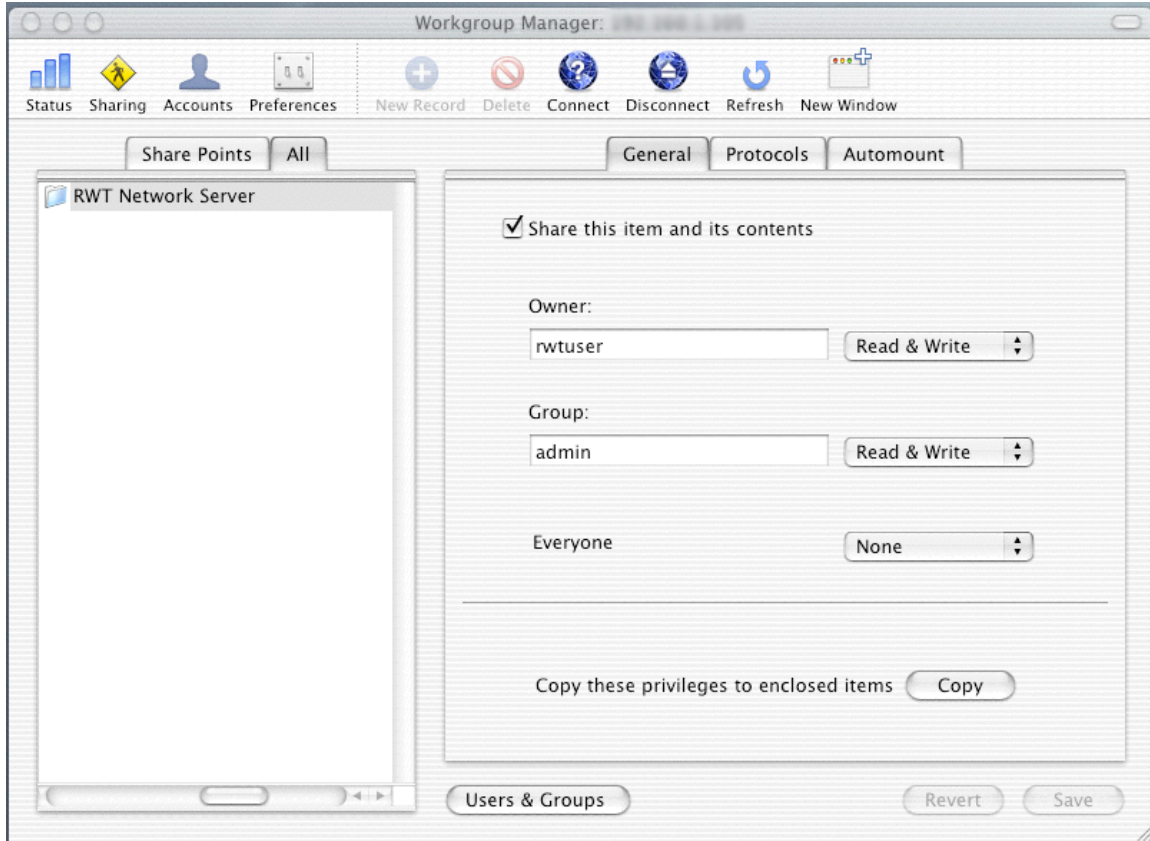 Workgroup Manager:
Status Sharing Accounts Preferences New Record Delete Connect Disconnect Refresh New Window
Share Points All
General Protocols Automount
RWT Network Server
Share this item and its contents
Owner:
rwtuser Read & Write
Group:
admin Read & Write
Everyone None
Copy these privileges to enclosed items Copy
Users & Groups Revert Save